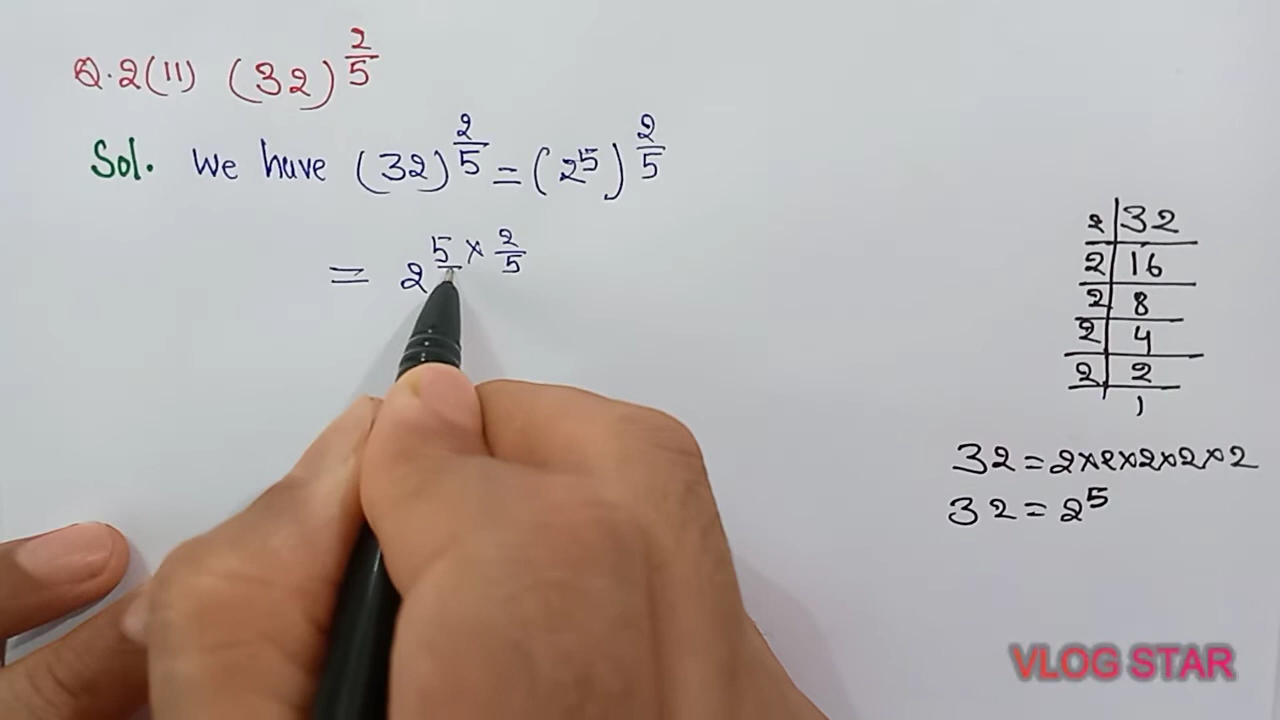 Q.2(11) (32)^{2/5}
Sol. We have (32)^{2/5} = (2^5)^{2/5}
= 2^{5/ × 2/5}
2 | 32
2 | 16
2 | 8
2 | 4
2 | 2
1
32 = 2×2×2×2×2
32 = 2^5
VLOG STAR